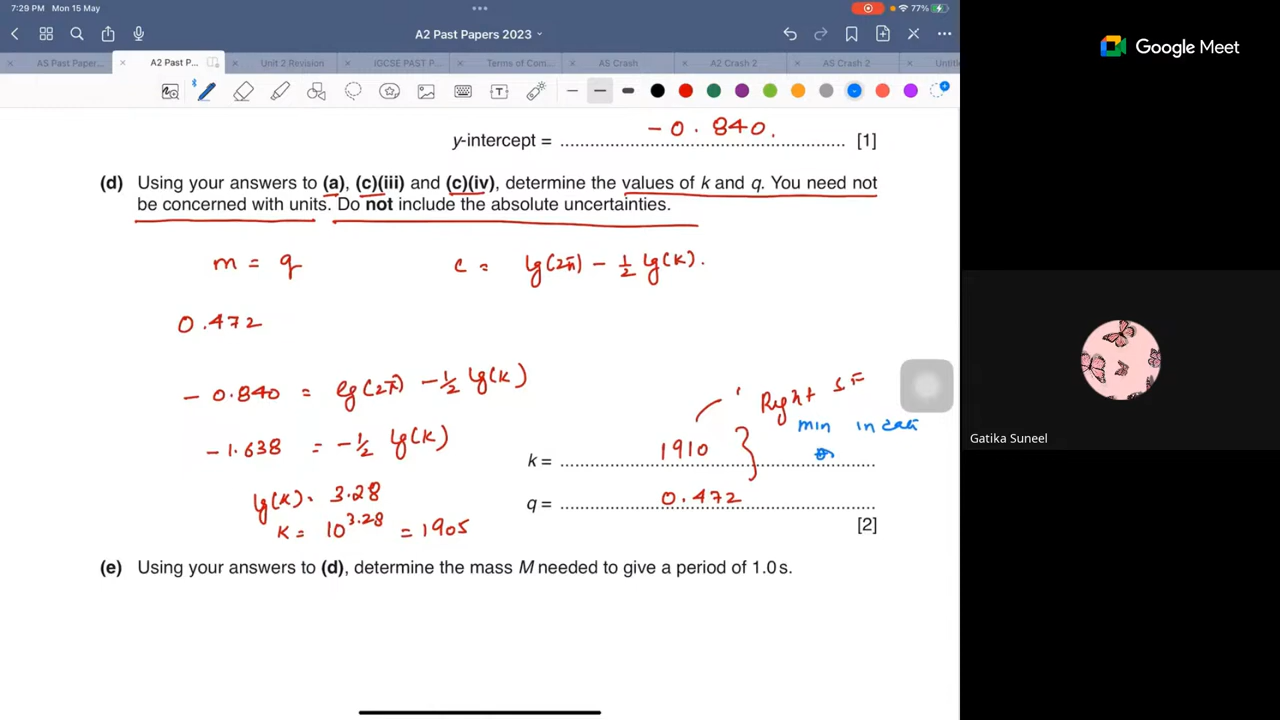 7:29 PM Mon 15 May
77%
A2 Past Papers 2023
AS Past Paper...
A2 Past P...
Unit 2 Revision
IGCSE PAST P...
Terms of Com...
AS Crash
A2 Crash 2
AS Crash 2
Untitl
Google Meet
y-intercept = - 0.840. [1]
(d) Using your answers to (a), (c)(iii) and (c)(iv), determine the values of k and q. You need not
be concerned with units. Do not include the absolute uncertainties.
m = q
c = lg(2π) - 1/2 lg(k).
0.472
- 0.840 = lg(2π) - 1/2 lg(k)
Right SF
min in
- 1.638 = - 1/2 lg(k)
k = 1910
lg(k) = 3.28
q = 0.472
k = 10^3.28 = 1905
[2]
(e) Using your answers to (d), determine the mass M needed to give a period of 1.0 s.
Gatika Suneel